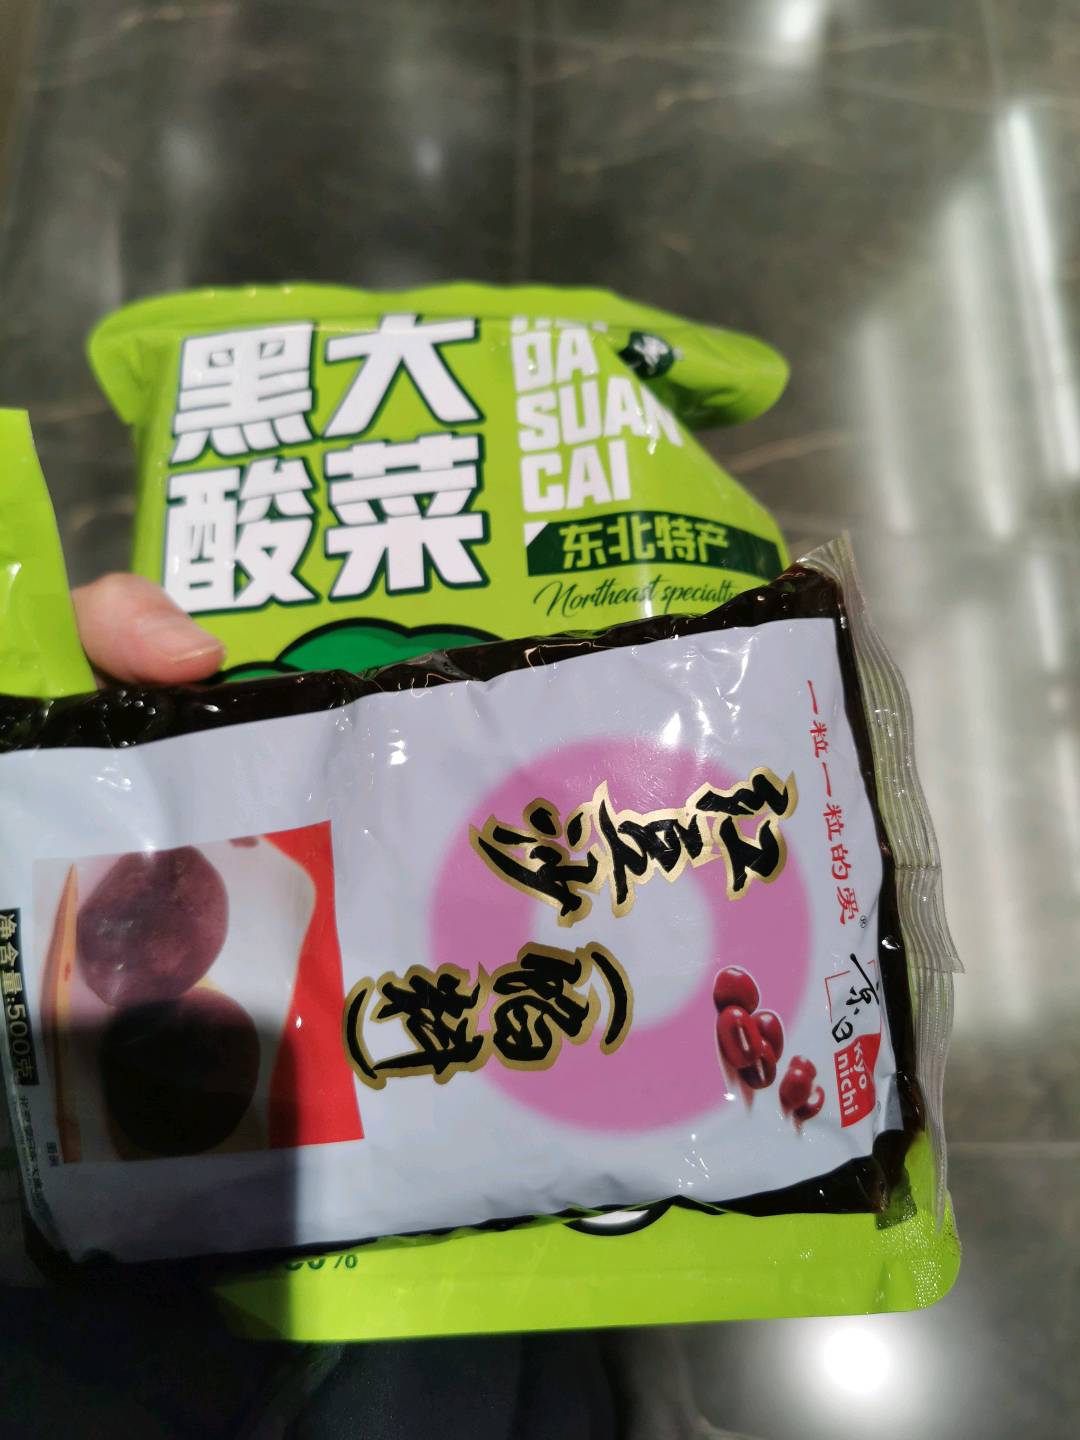 黑大
酸菜
DA
SUAN
CAI
东北特产
Northeast specialty
一粒一粒的爱®
京日
kyo
nichi
红豆沙
(馅料)
净含量:500克